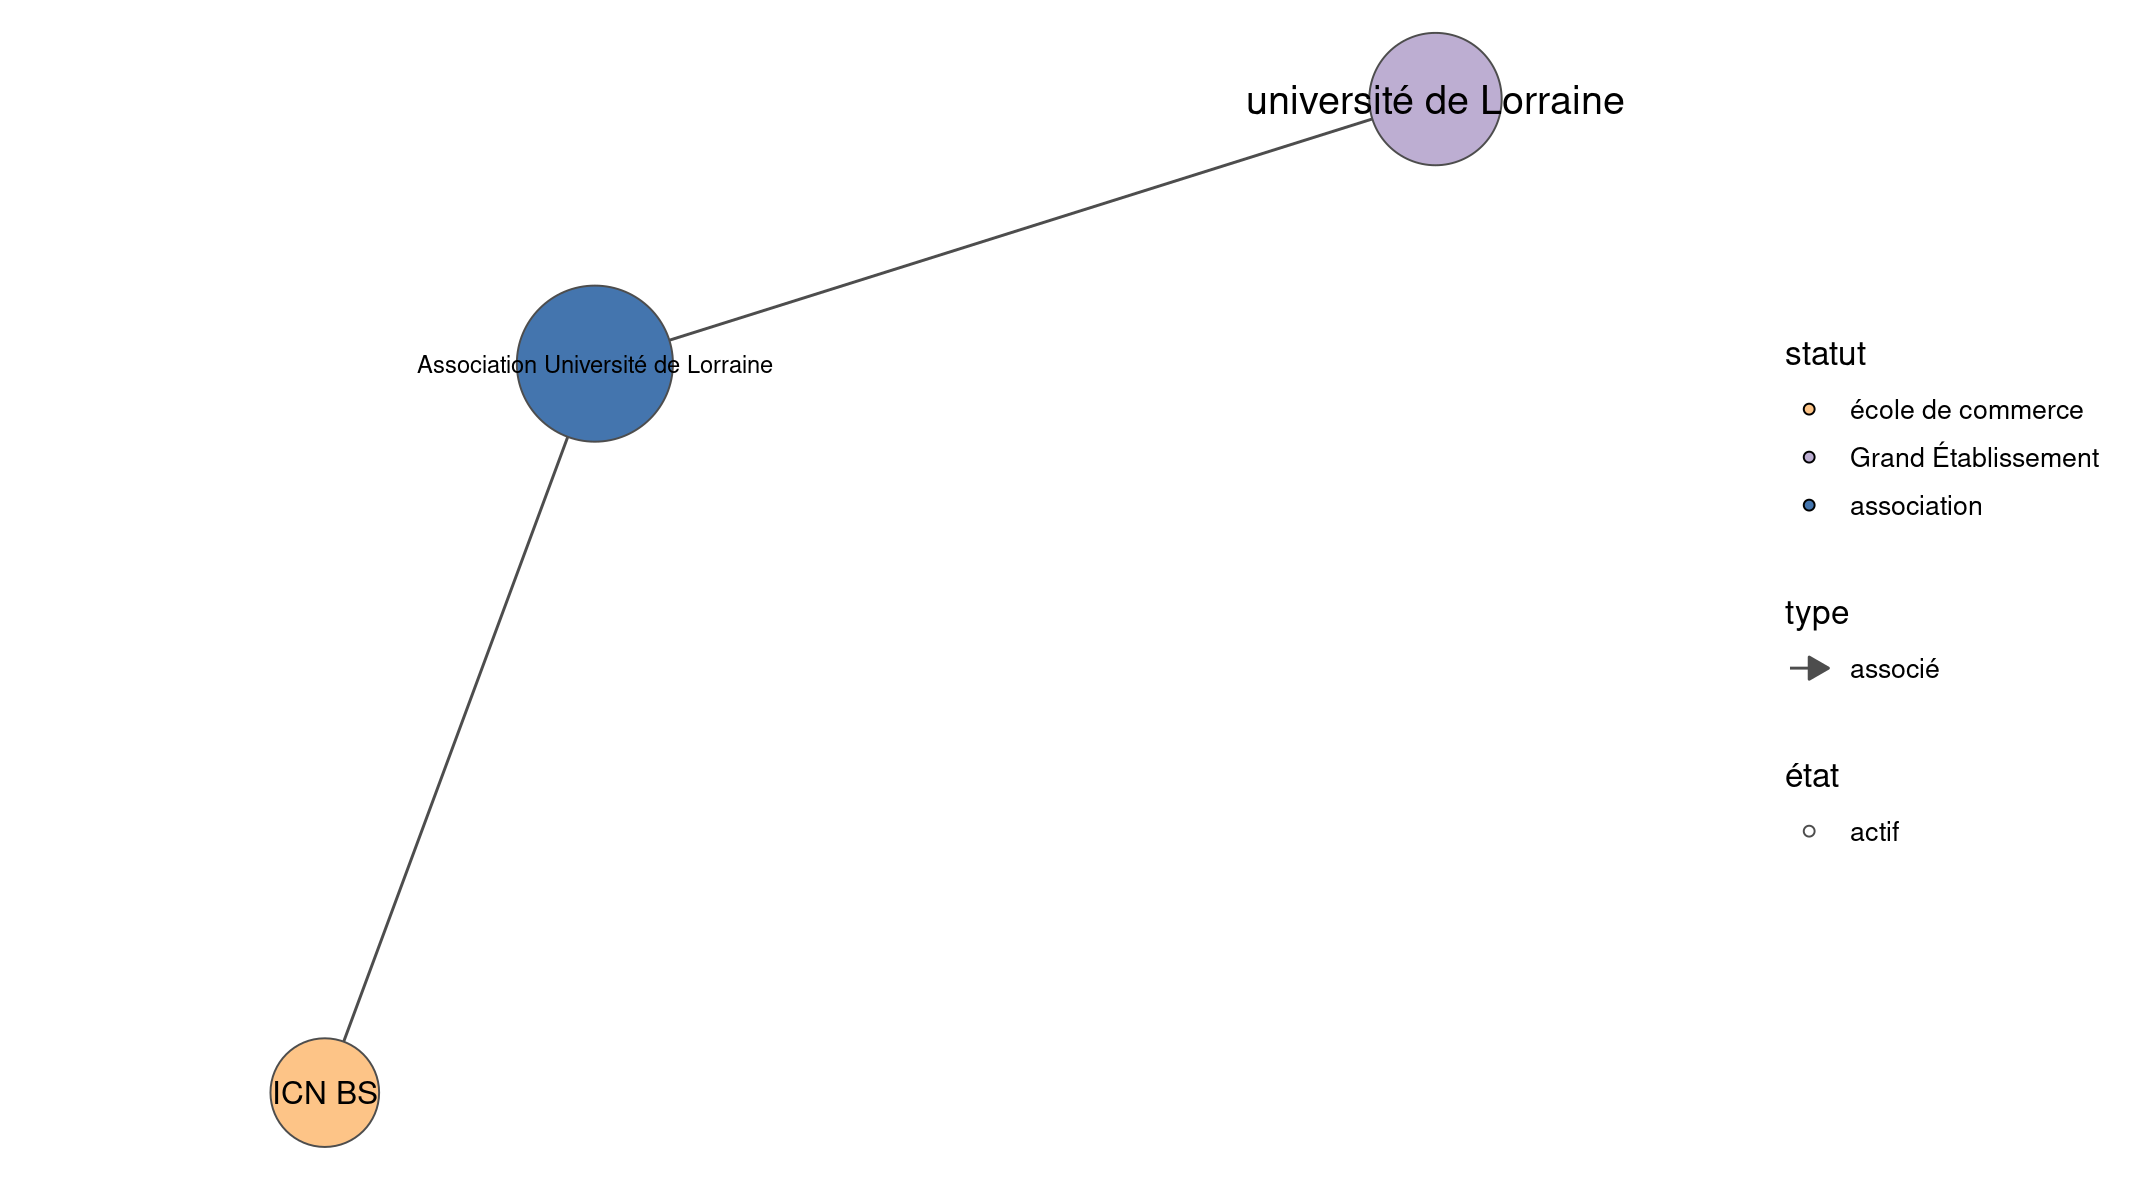 université de Lorraine
Association Université de Lorraine
ICN BS
statut
école de commerce
Grand Établissement
association
type
associé
état
actif